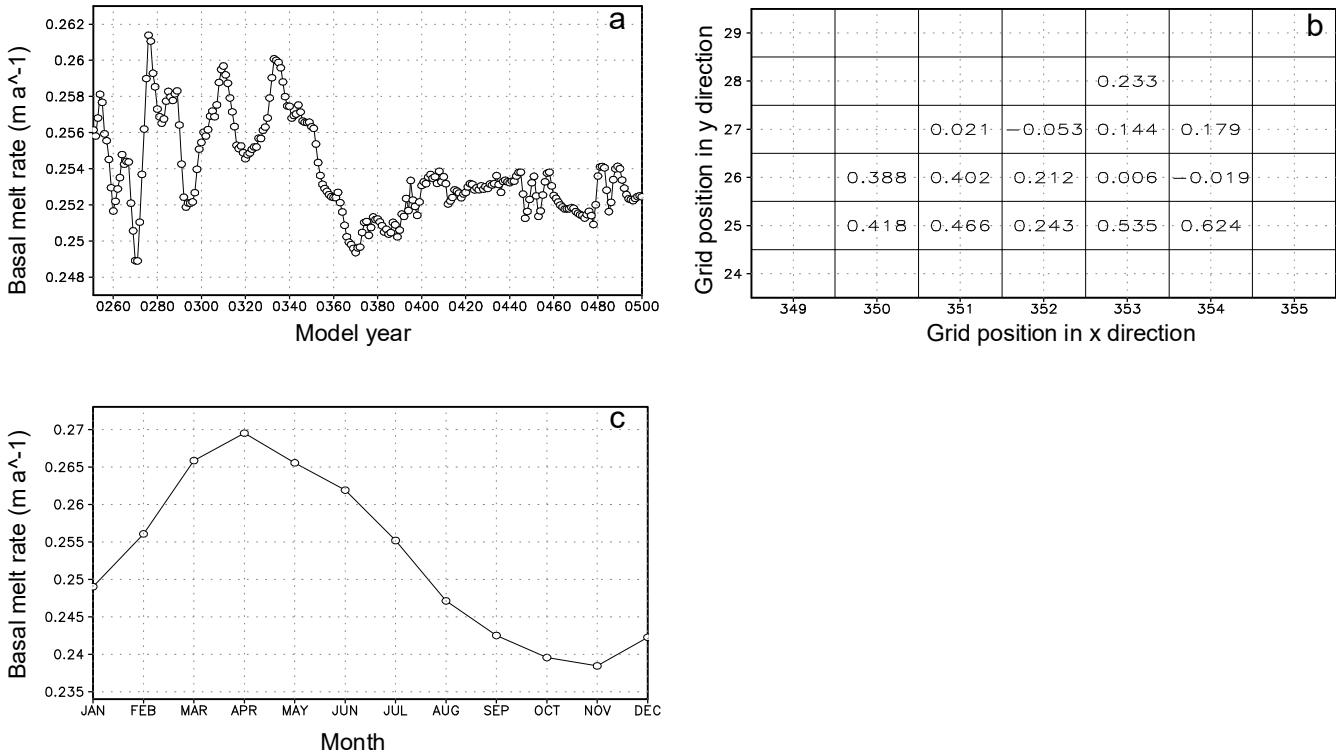 a
Basal melt rate (m a^-1)
0.262
0.26
0.258
0.256
0.254
0.252
0.25
0.248
0260 0280 0300 0320 0340 0360 0380 0400 0420 0440 0460 0480 0500
Model year
b
Grid position in y direction
29
28 0.233
27 0.021 -0.053 0.144 0.179
26 0.388 0.402 0.212 0.006 -0.019
25 0.418 0.466 0.243 0.535 0.624
24
349 350 351 352 353 354 355
Grid position in x direction
c
Basal melt rate (m a^-1)
0.27
0.265
0.26
0.255
0.25
0.245
0.24
0.235
JAN FEB MAR APR MAY JUN JUL AUG SEP OCT NOV DEC
Month